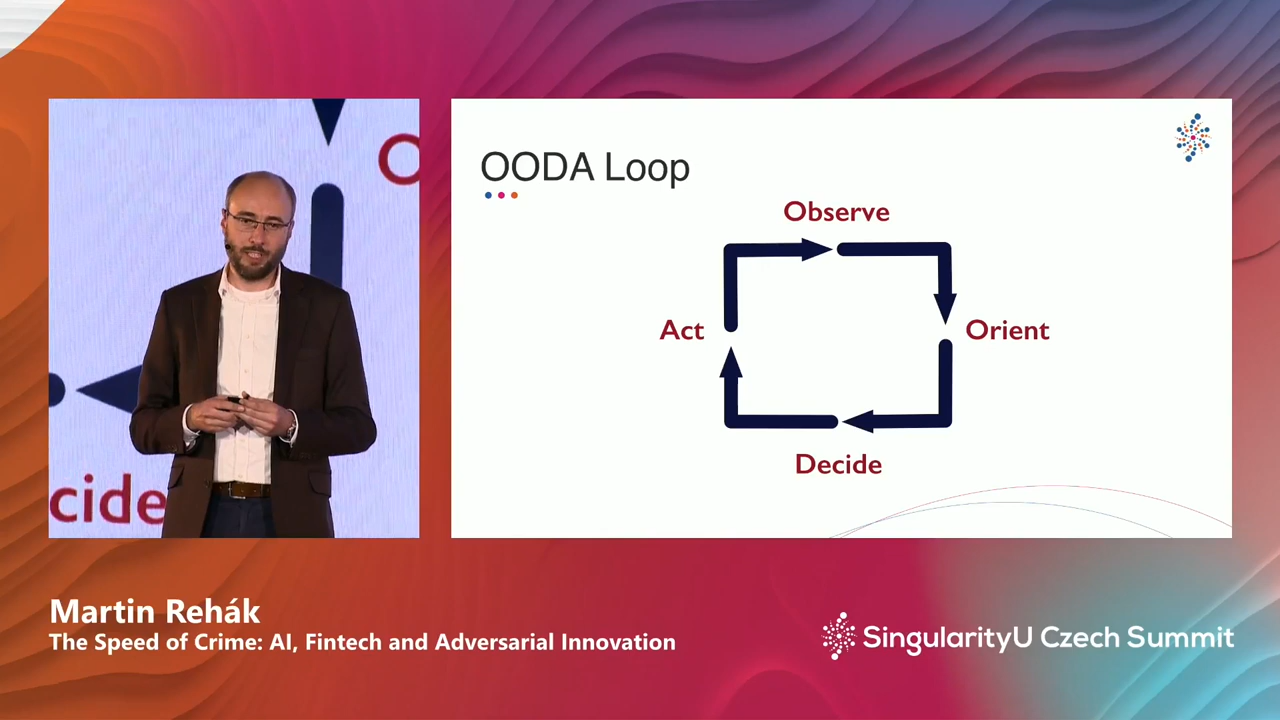 OODA Loop
Observe
Act
Orient
Decide
cide
Martin Rehák
The Speed of Crime: AI, Fintech and Adversarial Innovation
SingularityU Czech Summit